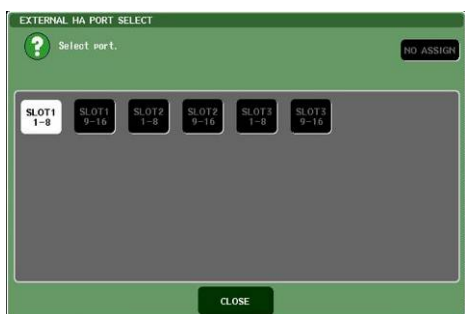 EXTERNAL HA PORT SELECT
Select port.
NO ASSIGN
SLOT1 SLOT1 SLOT2 SLOT2 SLOT3 SLOT3
1-8 9-16 1-8 9-16 1-8 9-16
CLOSE